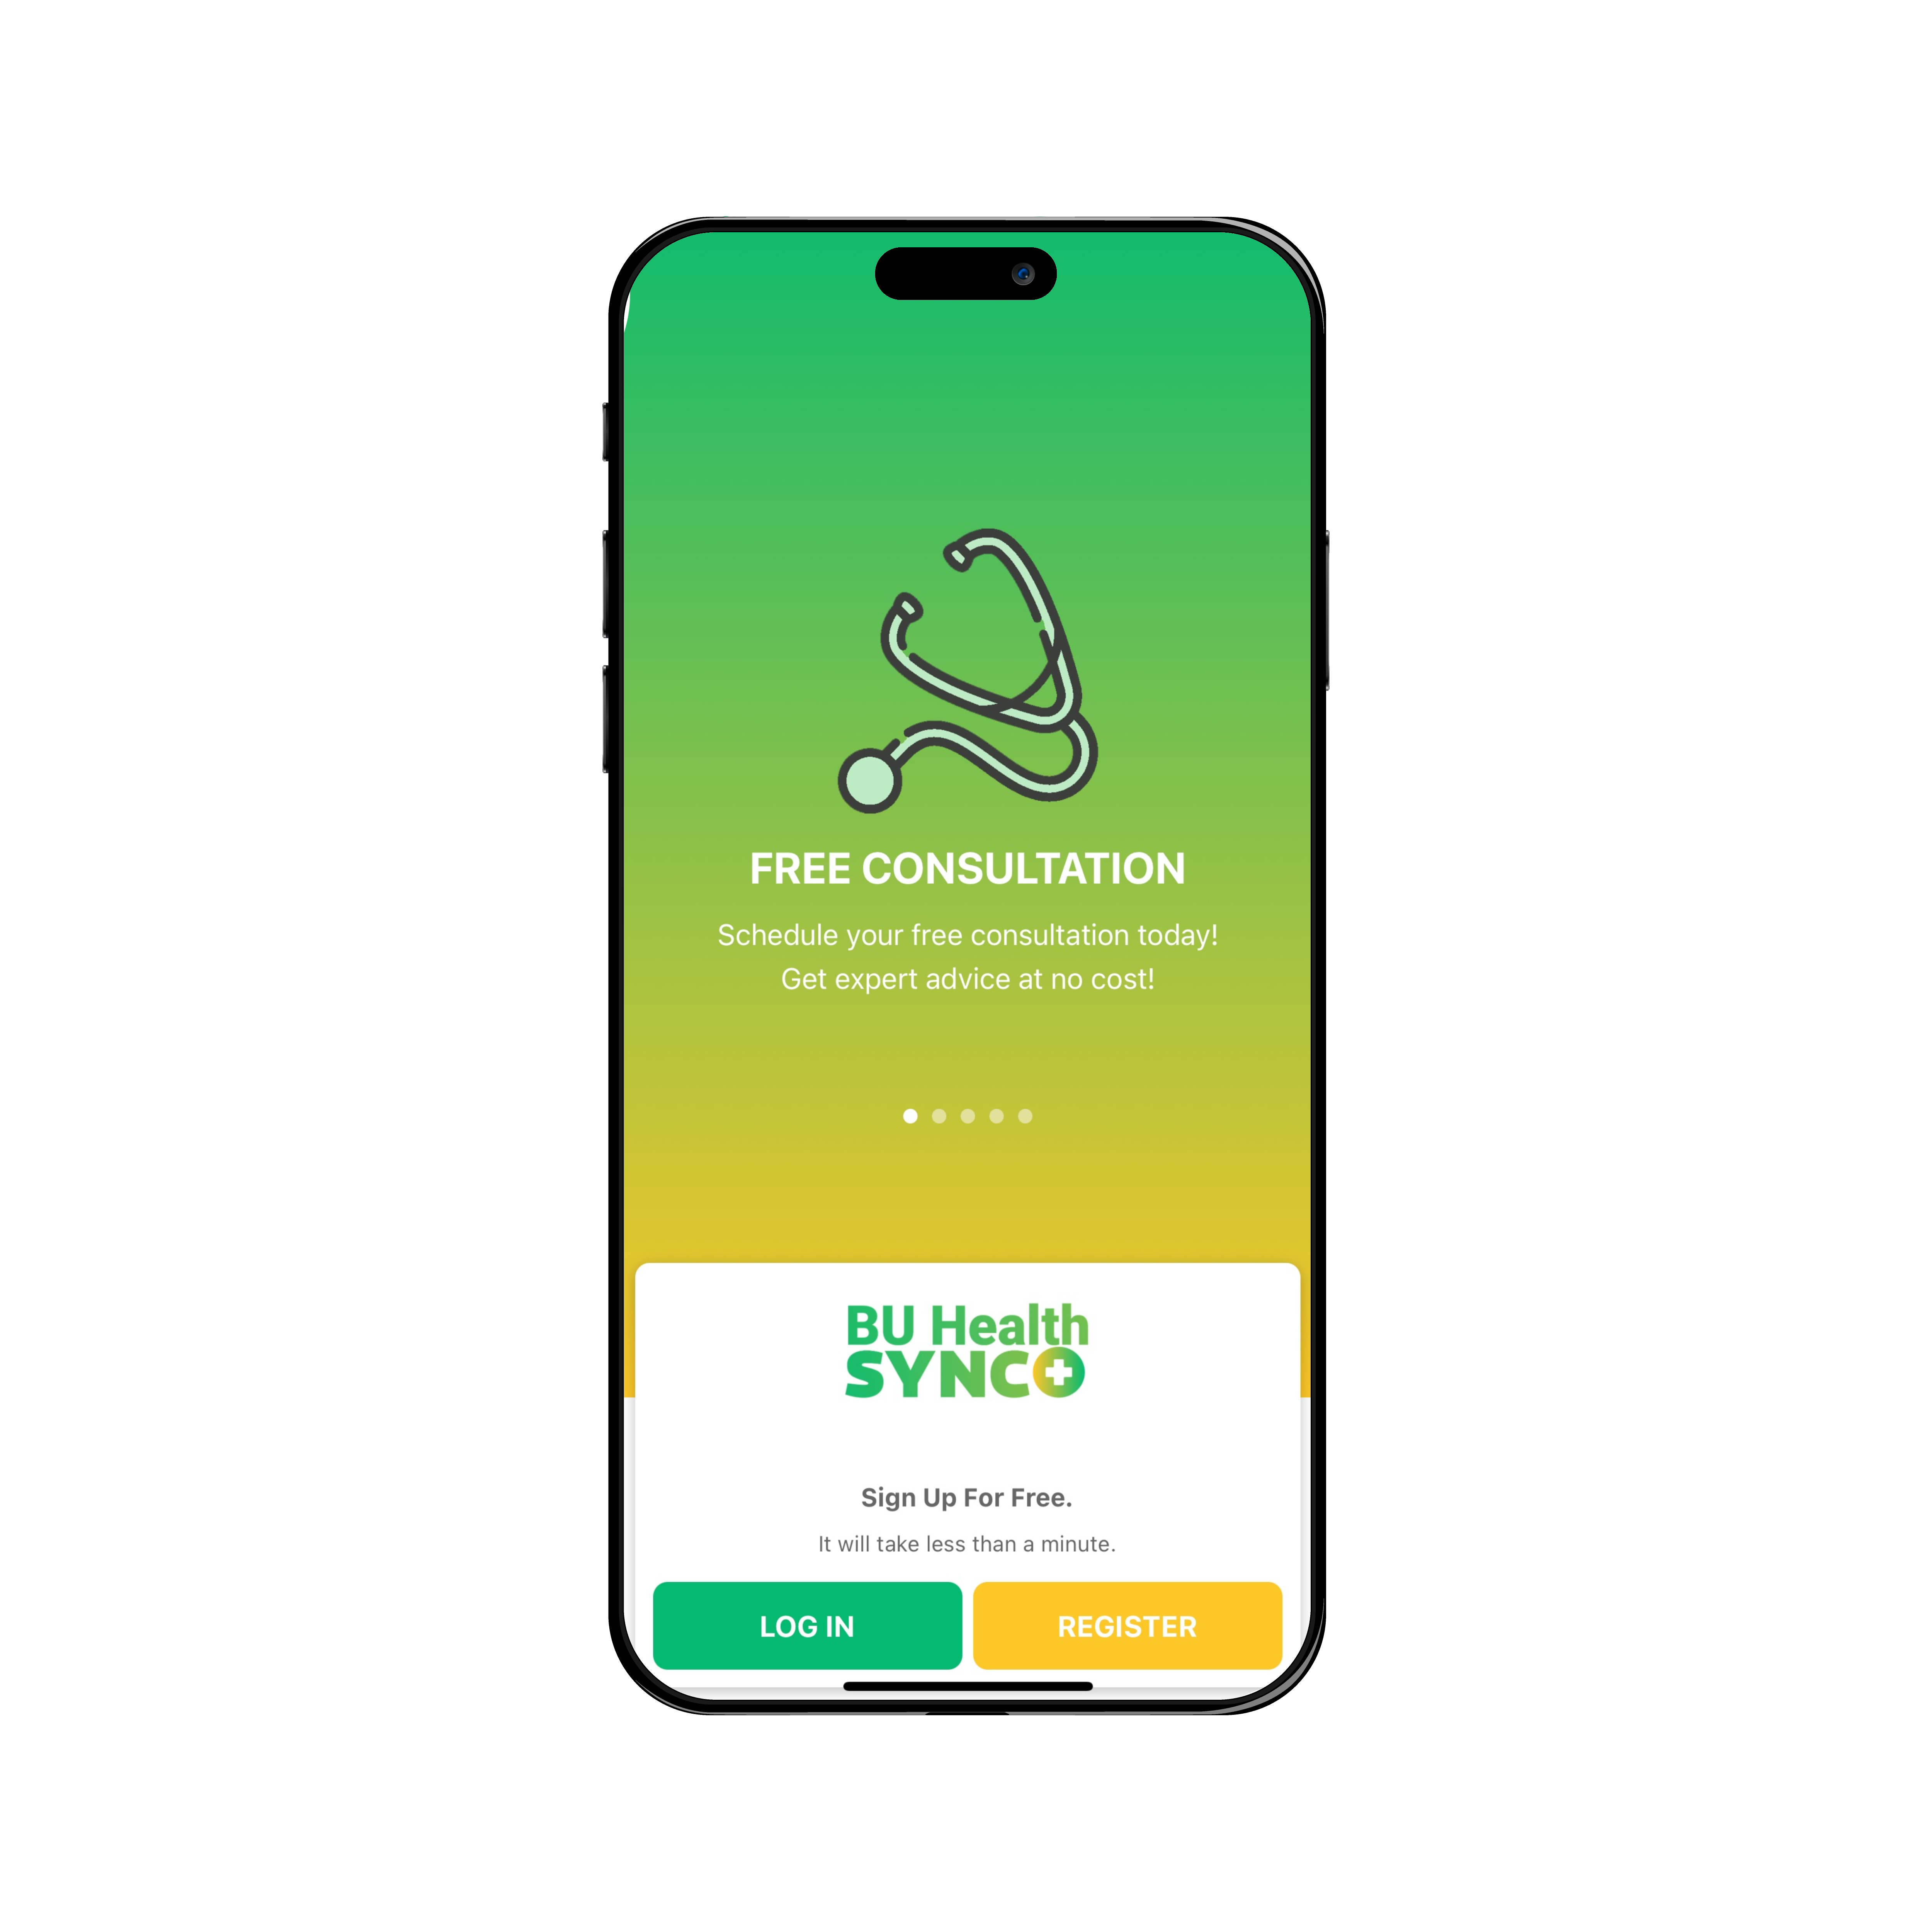 FREE CONSULTATION
Schedule your free consultation today!
Get expert advice at no cost!
BU Health
SYNC
Sign Up For Free.
It will take less than a minute.
LOG IN
REGISTER